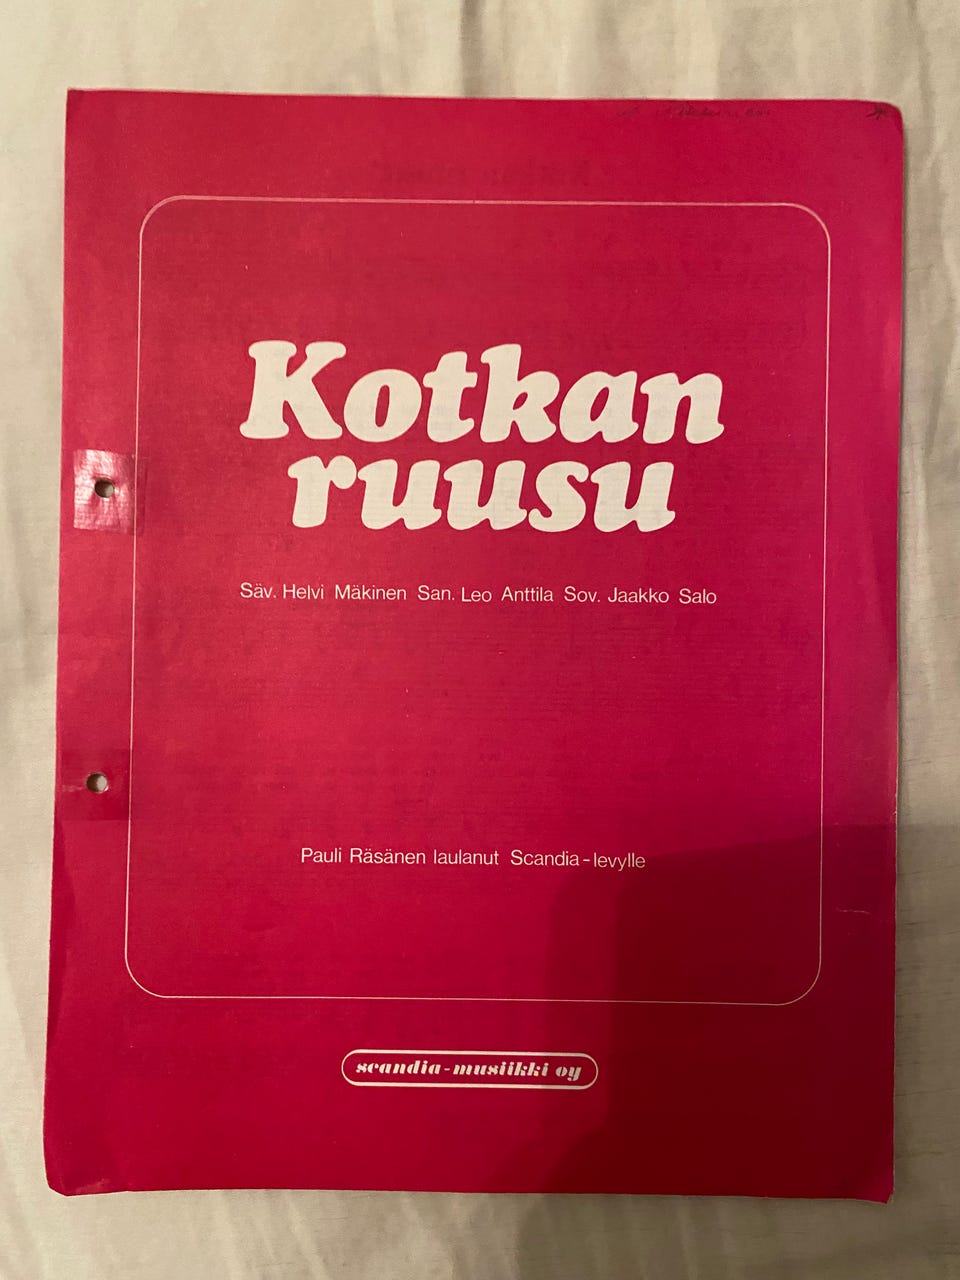 Kotkan
ruusu
Säv. Helvi Mäkinen San. Leo Anttila Sov. Jaakko Salo
Pauli Räsänen laulanut Scandia-levylle
scandia-musiikki oy